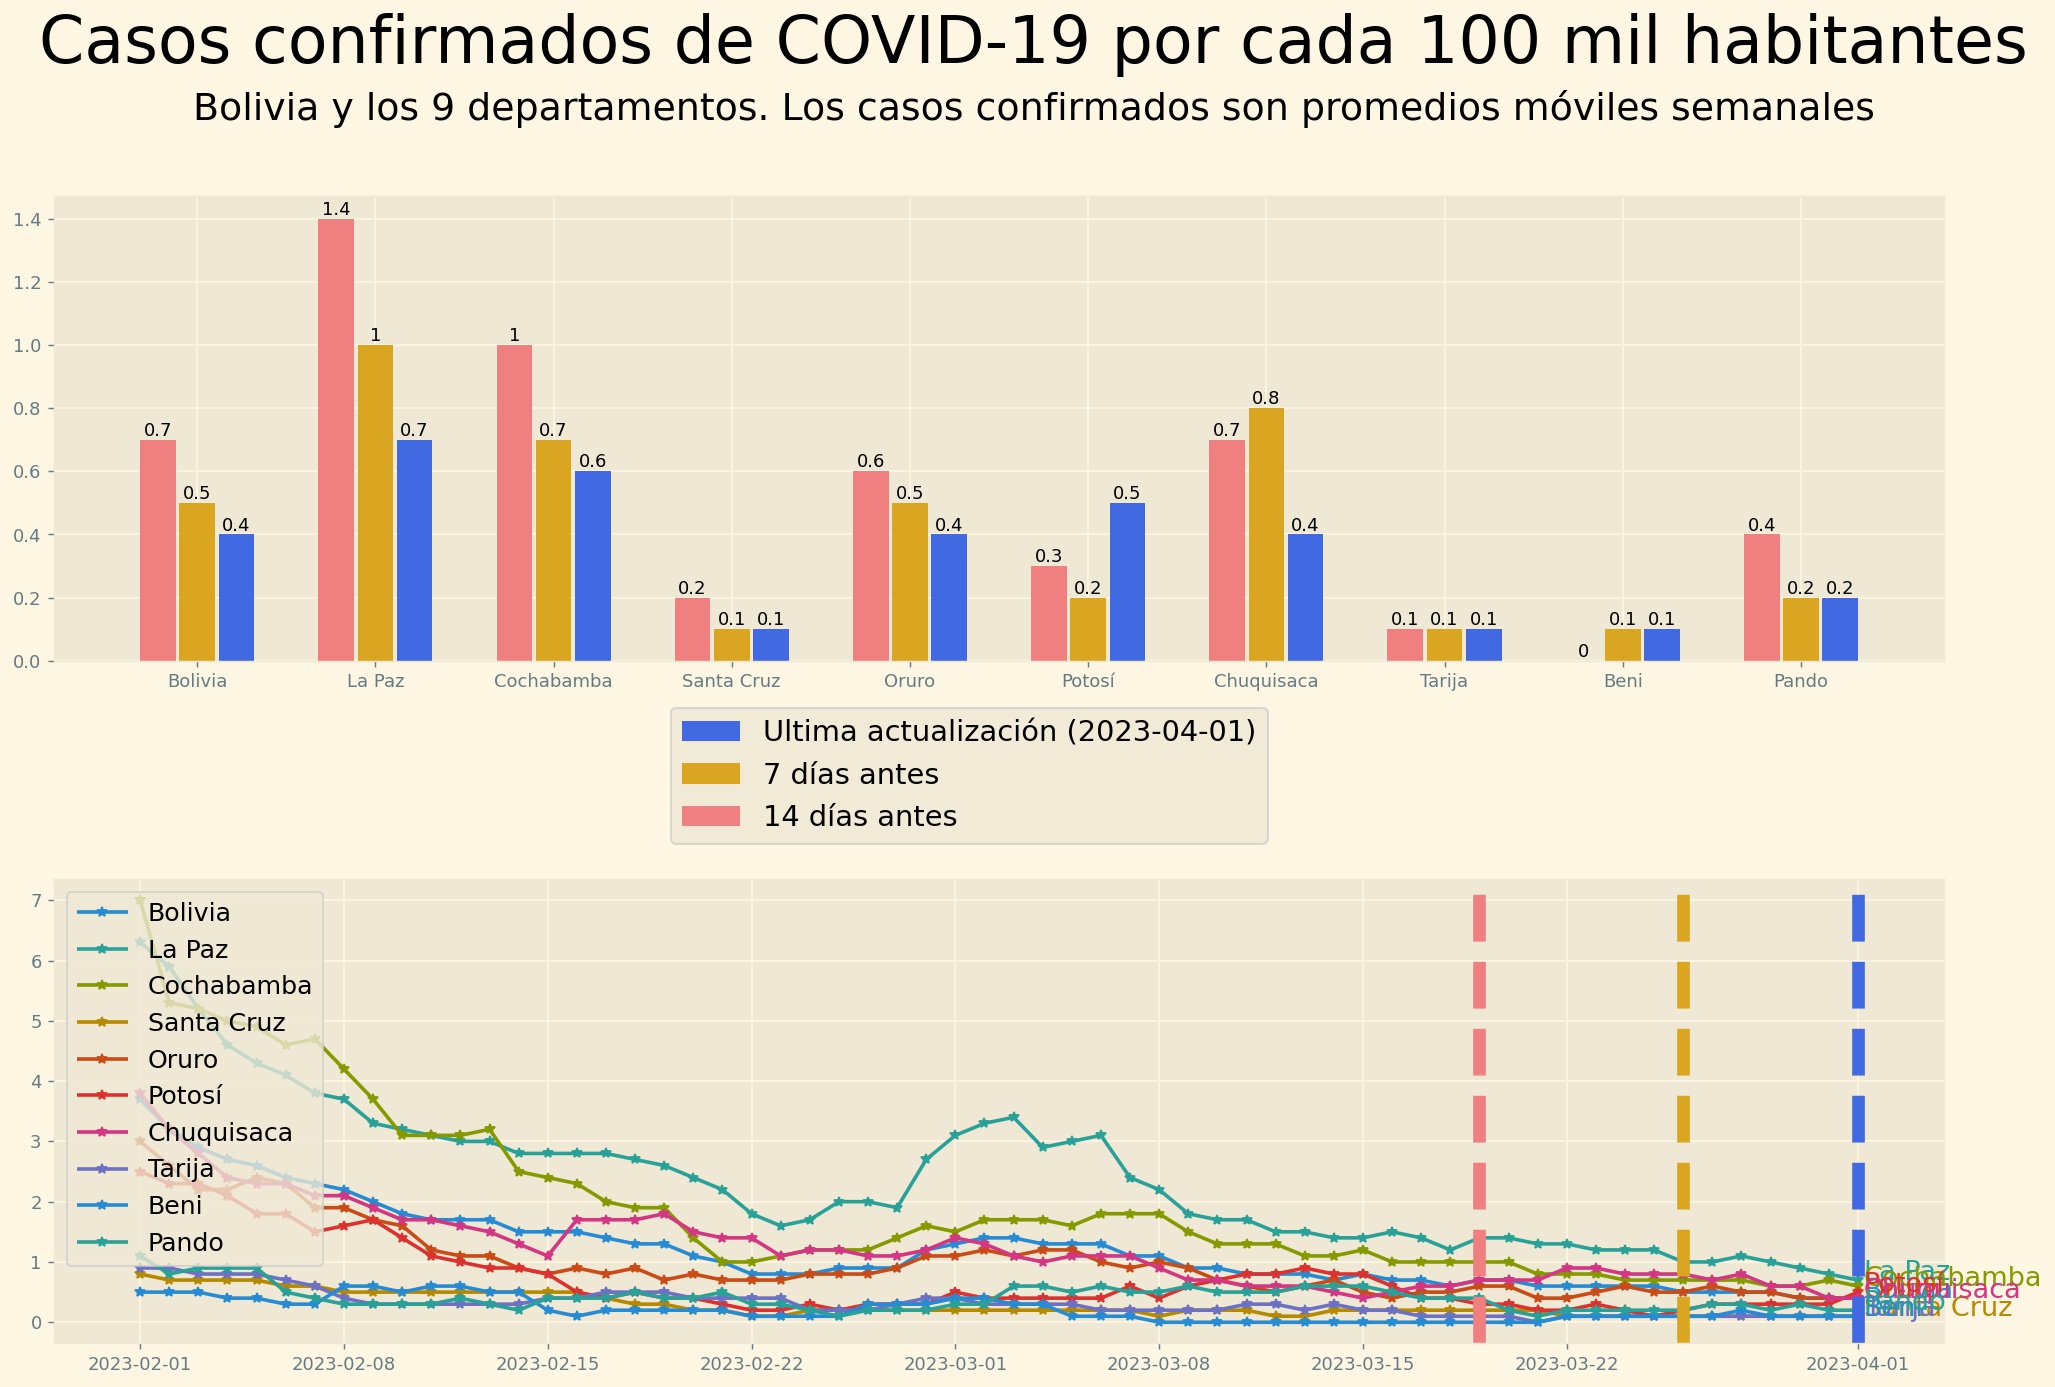 Casos confirmados de COVID-19 por cada 100 mil habitantes
Bolivia y los 9 departamentos. Los casos confirmados son promedios móviles semanales
1.4
1.2
1.0
0.8
0.6
0.4
0.2
0.0
0.7 0.5 0.4
1.4 1 0.7
1 0.7 0.6
0.2 0.1 0.1
0.6 0.5 0.4
0.3 0.2 0.5
0.7 0.8 0.4
0.1 0.1 0.1
0 0.1 0.1
0.4 0.2 0.2
Bolivia La Paz Cochabamba Santa Cruz Oruro Potosí Chuquisaca Tarija Beni Pando
Ultima actualización (2023-04-01)
7 días antes
14 días antes
7
6
5
4
3
2
1
0
Bolivia
La Paz
Cochabamba
Santa Cruz
Oruro
Potosí
Chuquisaca
Tarija
Beni
Pando
La Paz
Cochabamba
Chuquisaca
Santa Cruz
2023-02-01 2023-02-08 2023-02-15 2023-02-22 2023-03-01 2023-03-08 2023-03-15 2023-03-22 2023-04-01